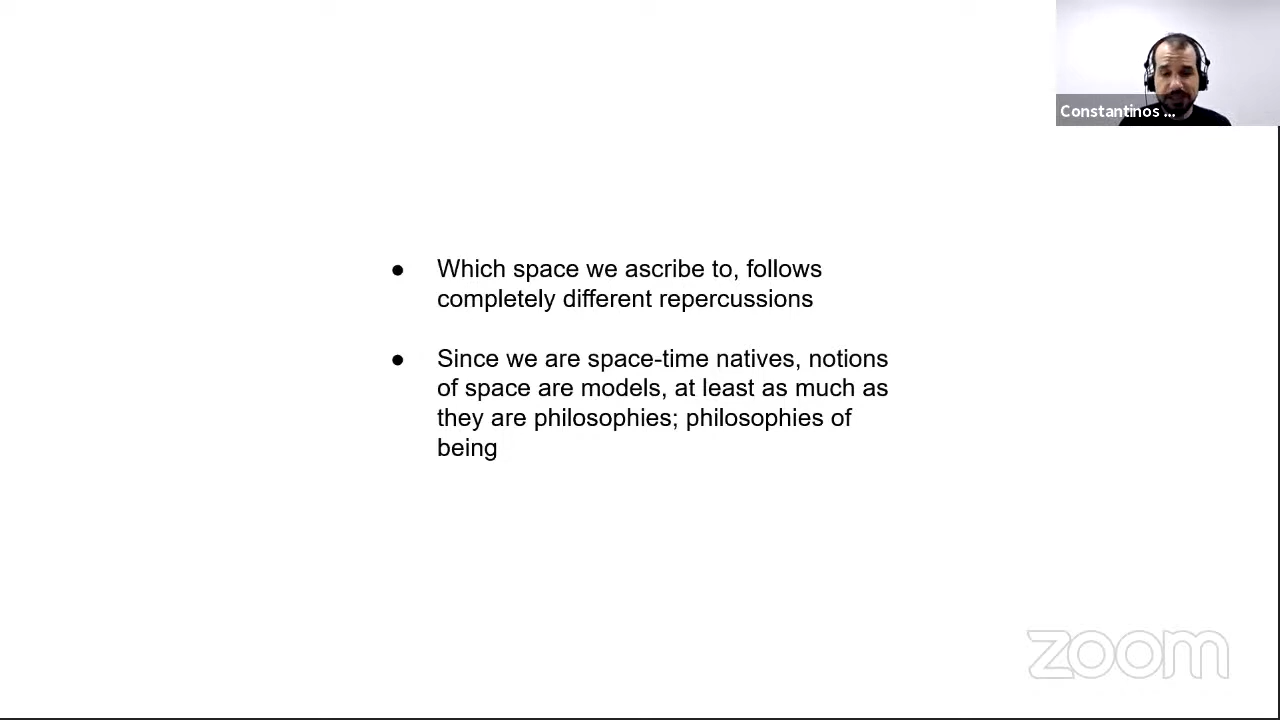 Constantinos ...
● Which space we ascribe to, follows
completely different repercussions
● Since we are space-time natives, notions
of space are models, at least as much as
they are philosophies; philosophies of
being
zoom